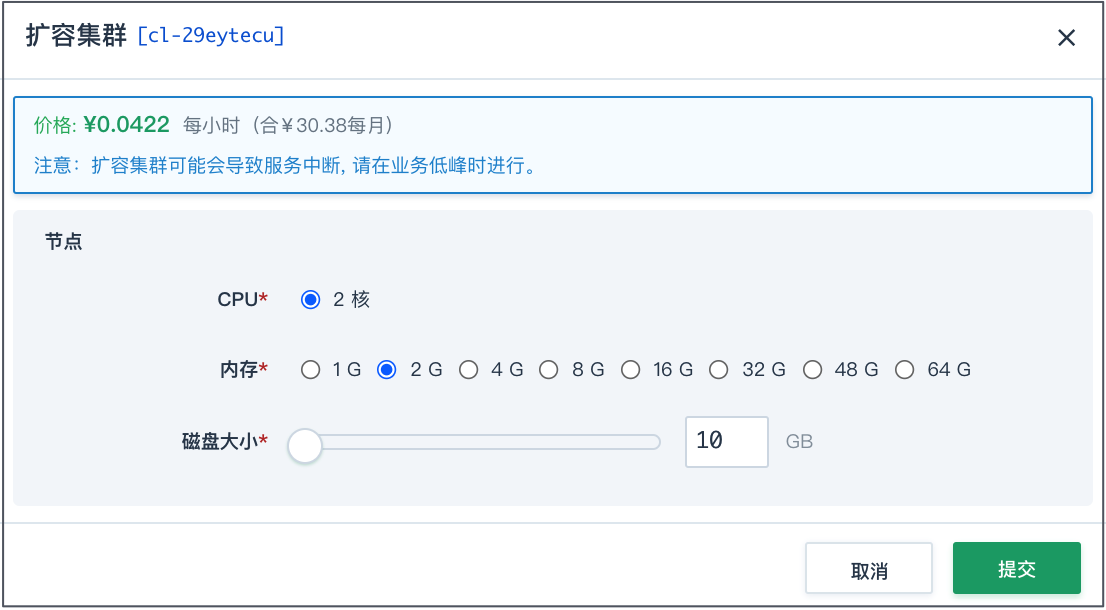 扩容集群 [cl-29eytecu]
价格: ¥0.0422 每小时（合￥30.38每月）
注意：扩容集群可能会导致服务中断, 请在业务低峰时进行。
节点
CPU* 2 核
内存* 1 G 2 G 4 G 8 G 16 G 32 G 48 G 64 G
磁盘大小* 10 GB
取消 提交